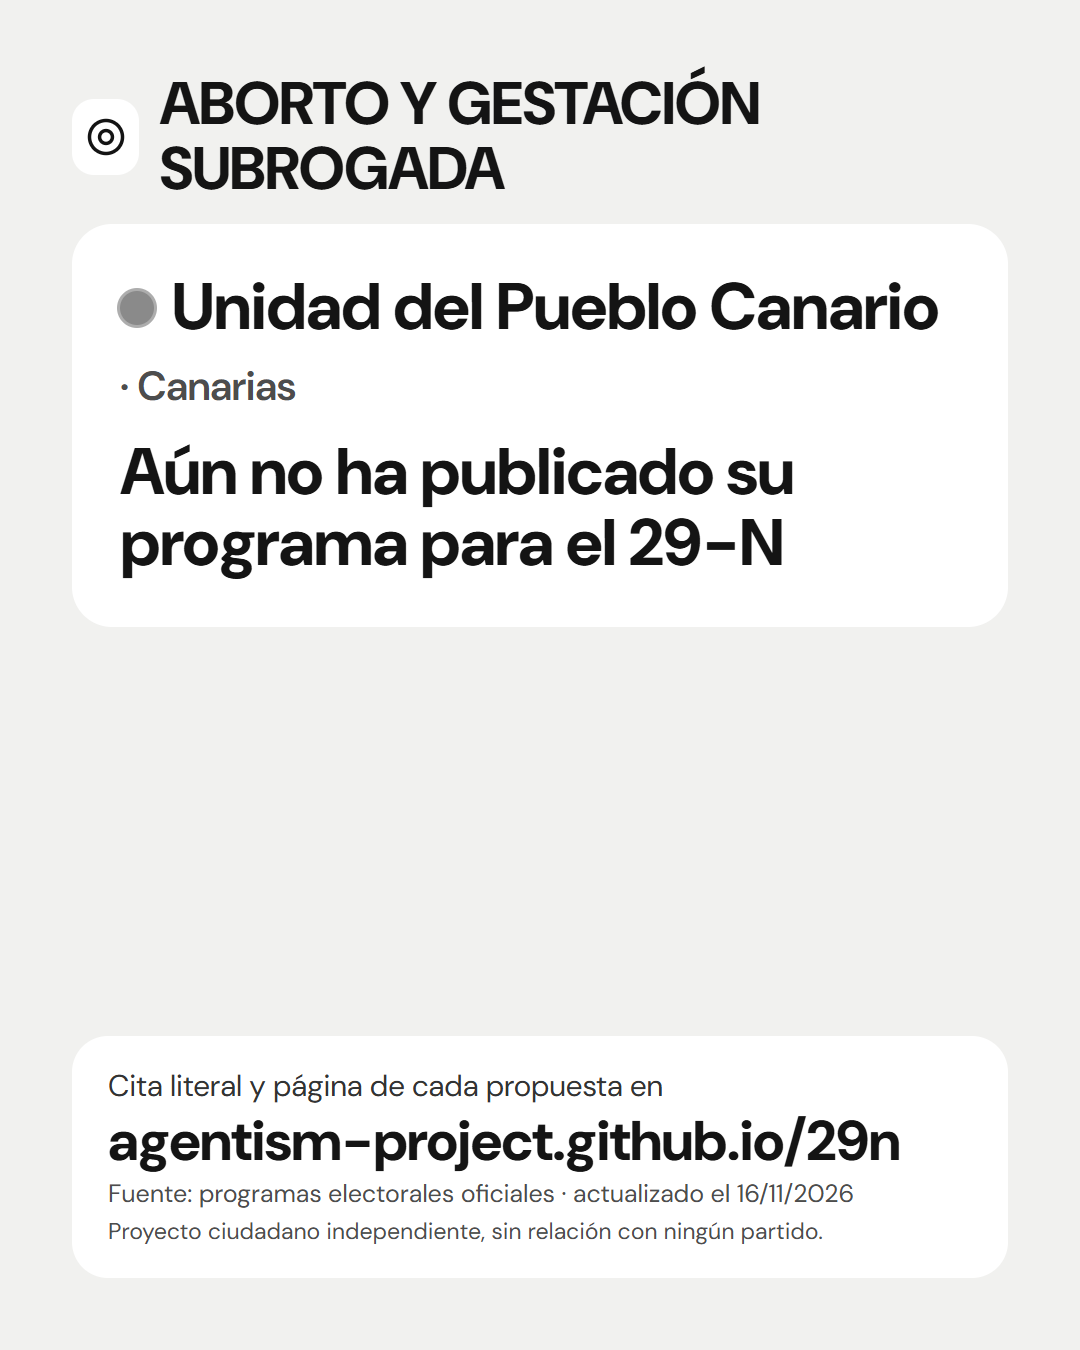 ABORTO Y GESTACIÓN
SUBROGADA
Unidad del Pueblo Canario
· Canarias
Aún no ha publicado su
programa para el 29-N
Cita literal y página de cada propuesta en
agentism-project.github.io/29n
Fuente: programas electorales oficiales · actualizado el 16/11/2026
Proyecto ciudadano independiente, sin relación con ningún partido.